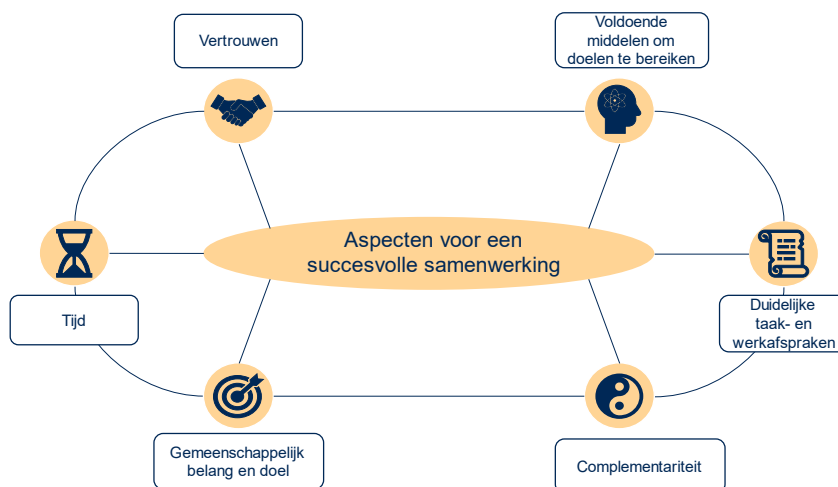 Vertrouwen
Voldoende
middelen om
doelen te bereiken
Aspecten voor een
succesvolle samenwerking
Tijd
Duidelijke
taak- en
werkafspraken
Gemeenschappelijk
belang en doel
Complementariteit